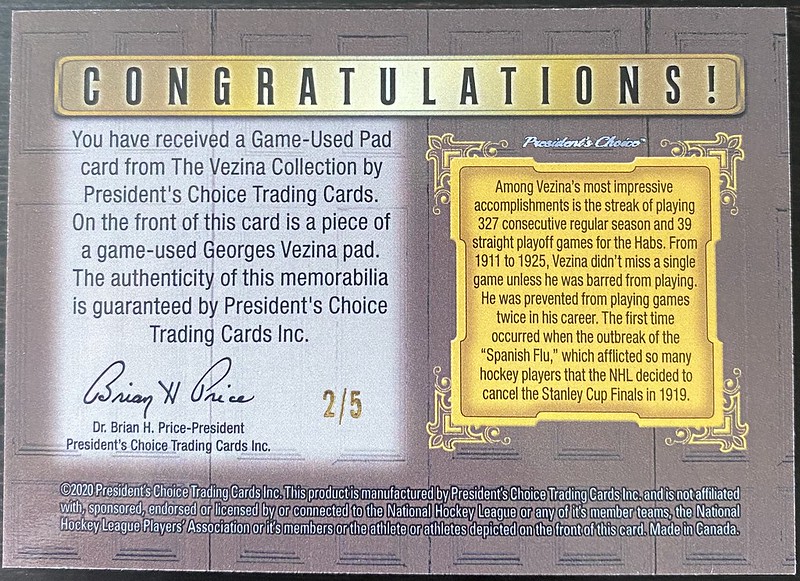 CONGRATULATIONS!
You have received a Game-Used Pad
card from The Vezina Collection by
President's Choice Trading Cards.
On the front of this card is a piece of
a game-used Georges Vezina pad.
The authenticity of this memorabilia
is guaranteed by President's Choice
Trading Cards Inc.
Brian H Price
2/5
Dr. Brian H. Price-President
President's Choice Trading Cards Inc.
President's Choice™
Among Vezina's most impressive
accomplishments is the streak of playing
327 consecutive regular season and 39
straight playoff games for the Habs. From
1911 to 1925, Vezina didn't miss a single
game unless he was barred from playing.
He was prevented from playing games
twice in his career. The first time
occurred when the outbreak of the
“Spanish Flu,” which afflicted so many
hockey players that the NHL decided to
cancel the Stanley Cup Finals in 1919.
©2020 President's Choice Trading Cards Inc. This product is manufactured by President's Choice Trading Cards Inc. and is not affiliated
with, sponsored, endorsed or licensed by or connected to the National Hockey League or any of it's member teams, the National
Hockey League Players' Association or it's members or the athlete or athletes depicted on the front of this card. Made in Canada.